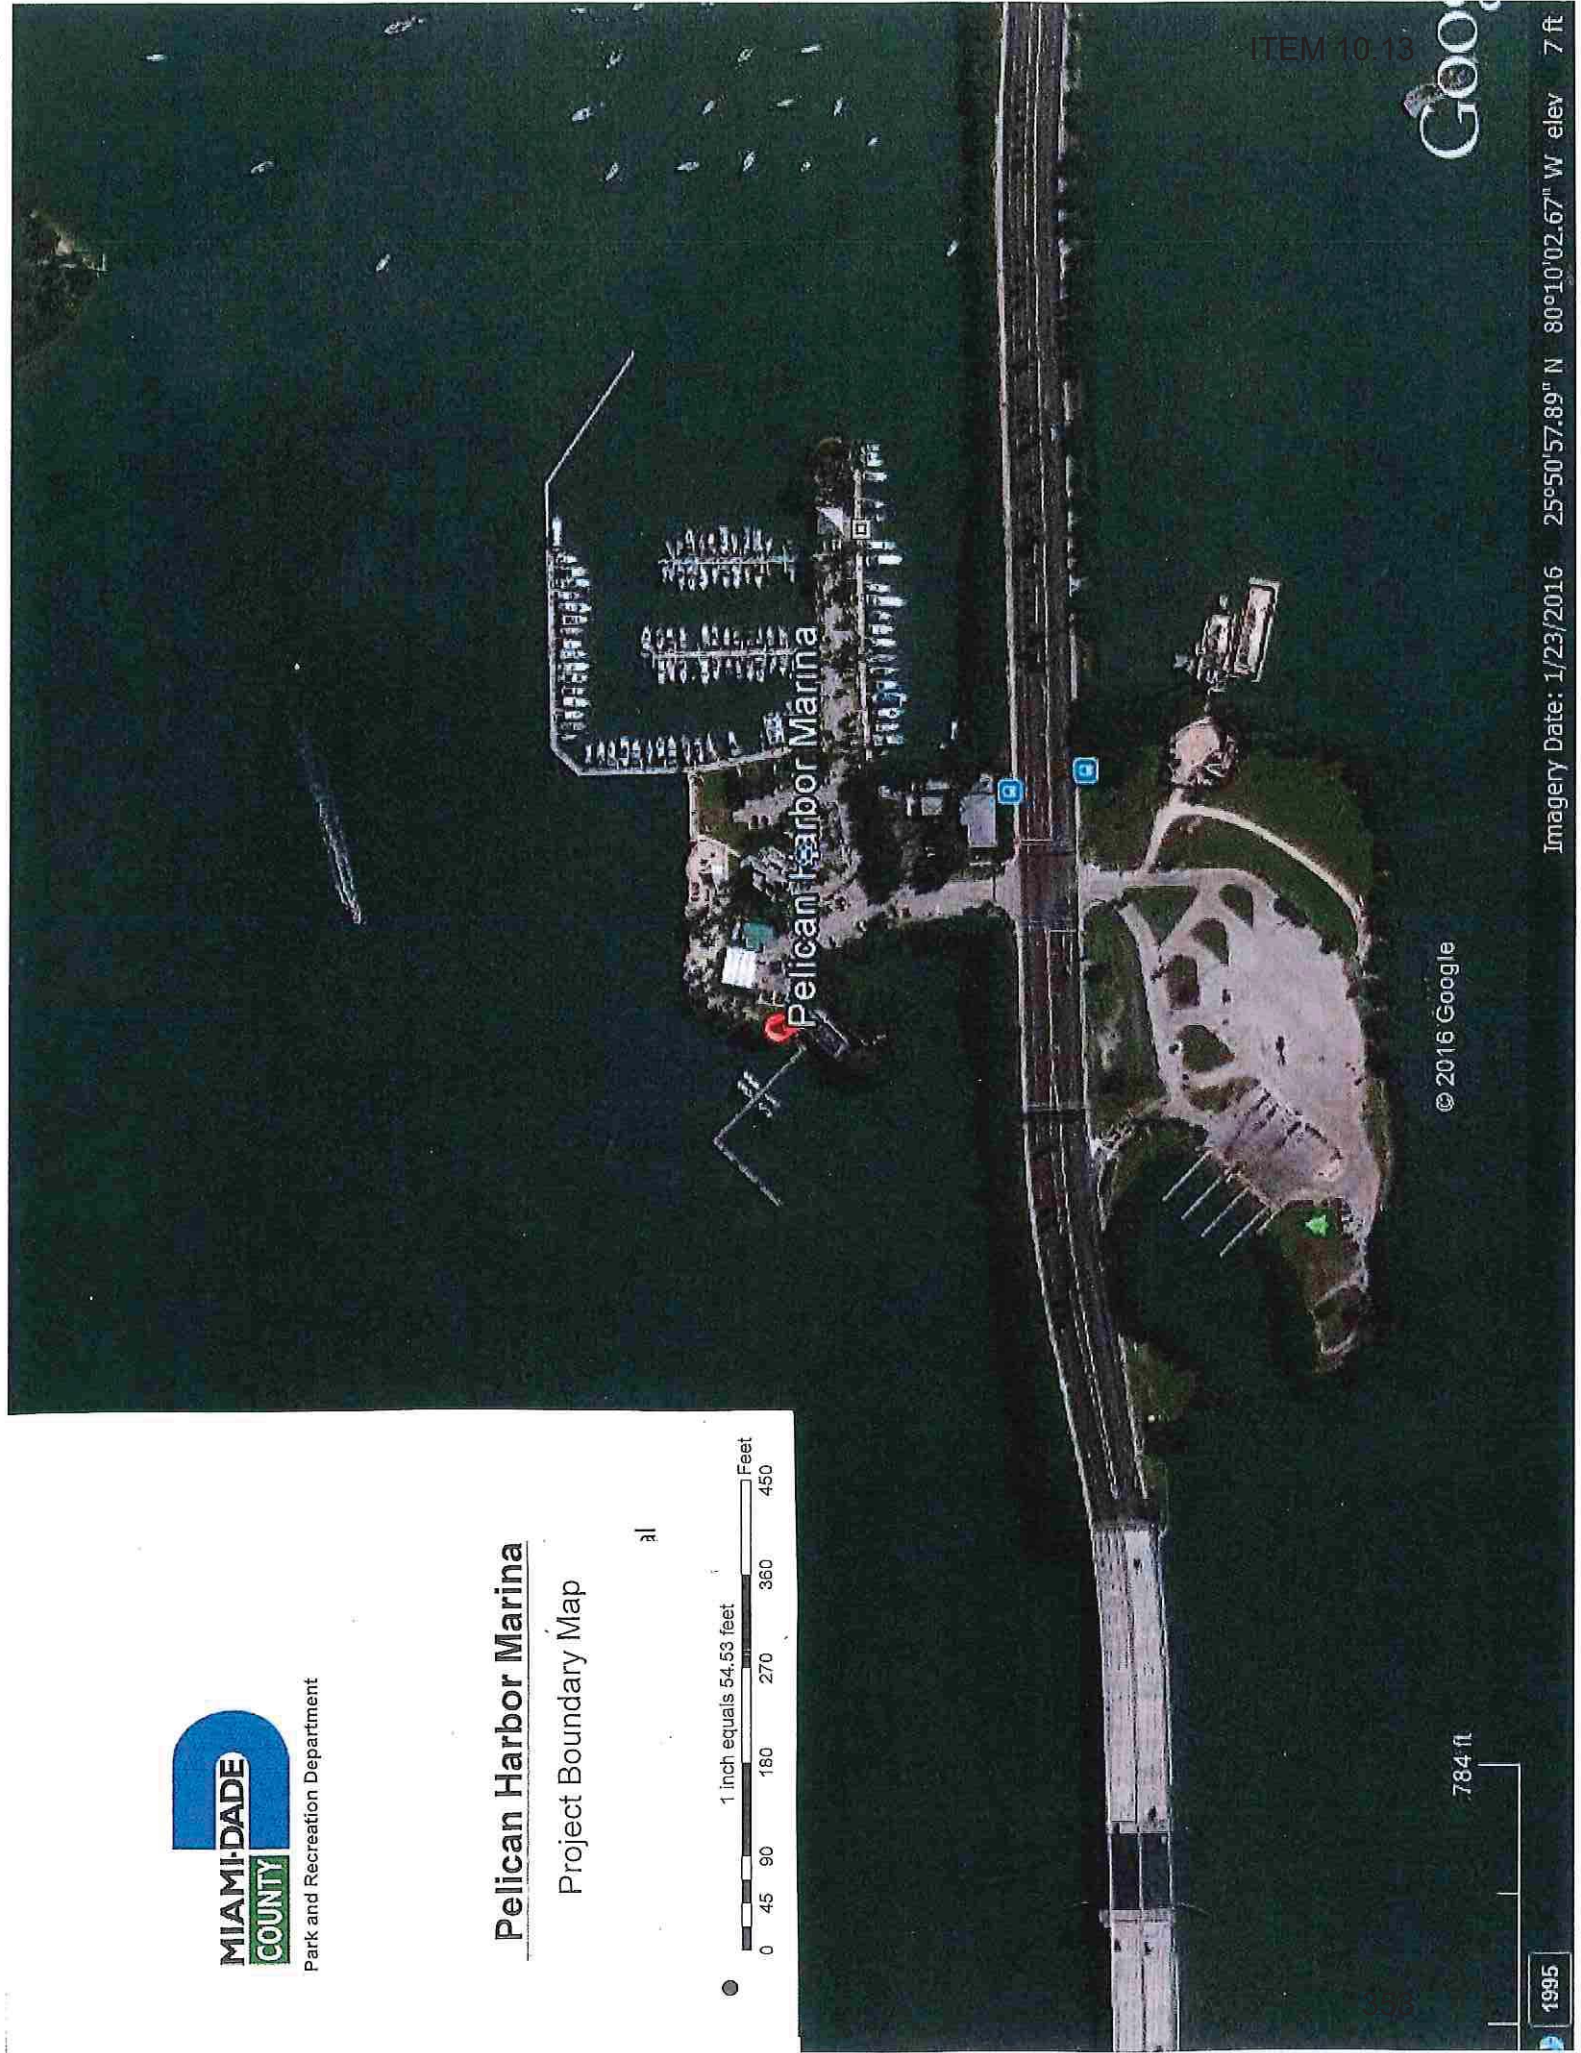 ITEM 10.13
MIAMI-DADE
COUNTY
Park and Recreation Department
Pelican Harbor Marina
Project Boundary Map
al
1 inch equals 54.53 feet
Feet
0 45 90 180 270 360 450
Pelican Harbor Marina
© 2016 Google
Goog
784 ft
1995
Imagery Date: 1/23/2016 25°50'57.89" N 80°10'02.67" W elev 7 ft